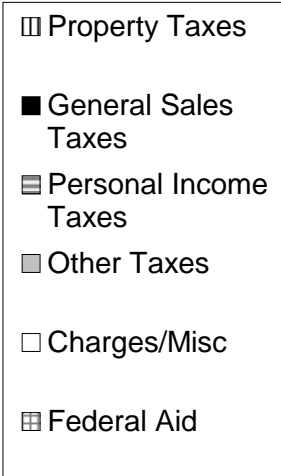 Property Taxes
General Sales
Taxes
Personal Income
Taxes
Other Taxes
Charges/Misc
Federal Aid